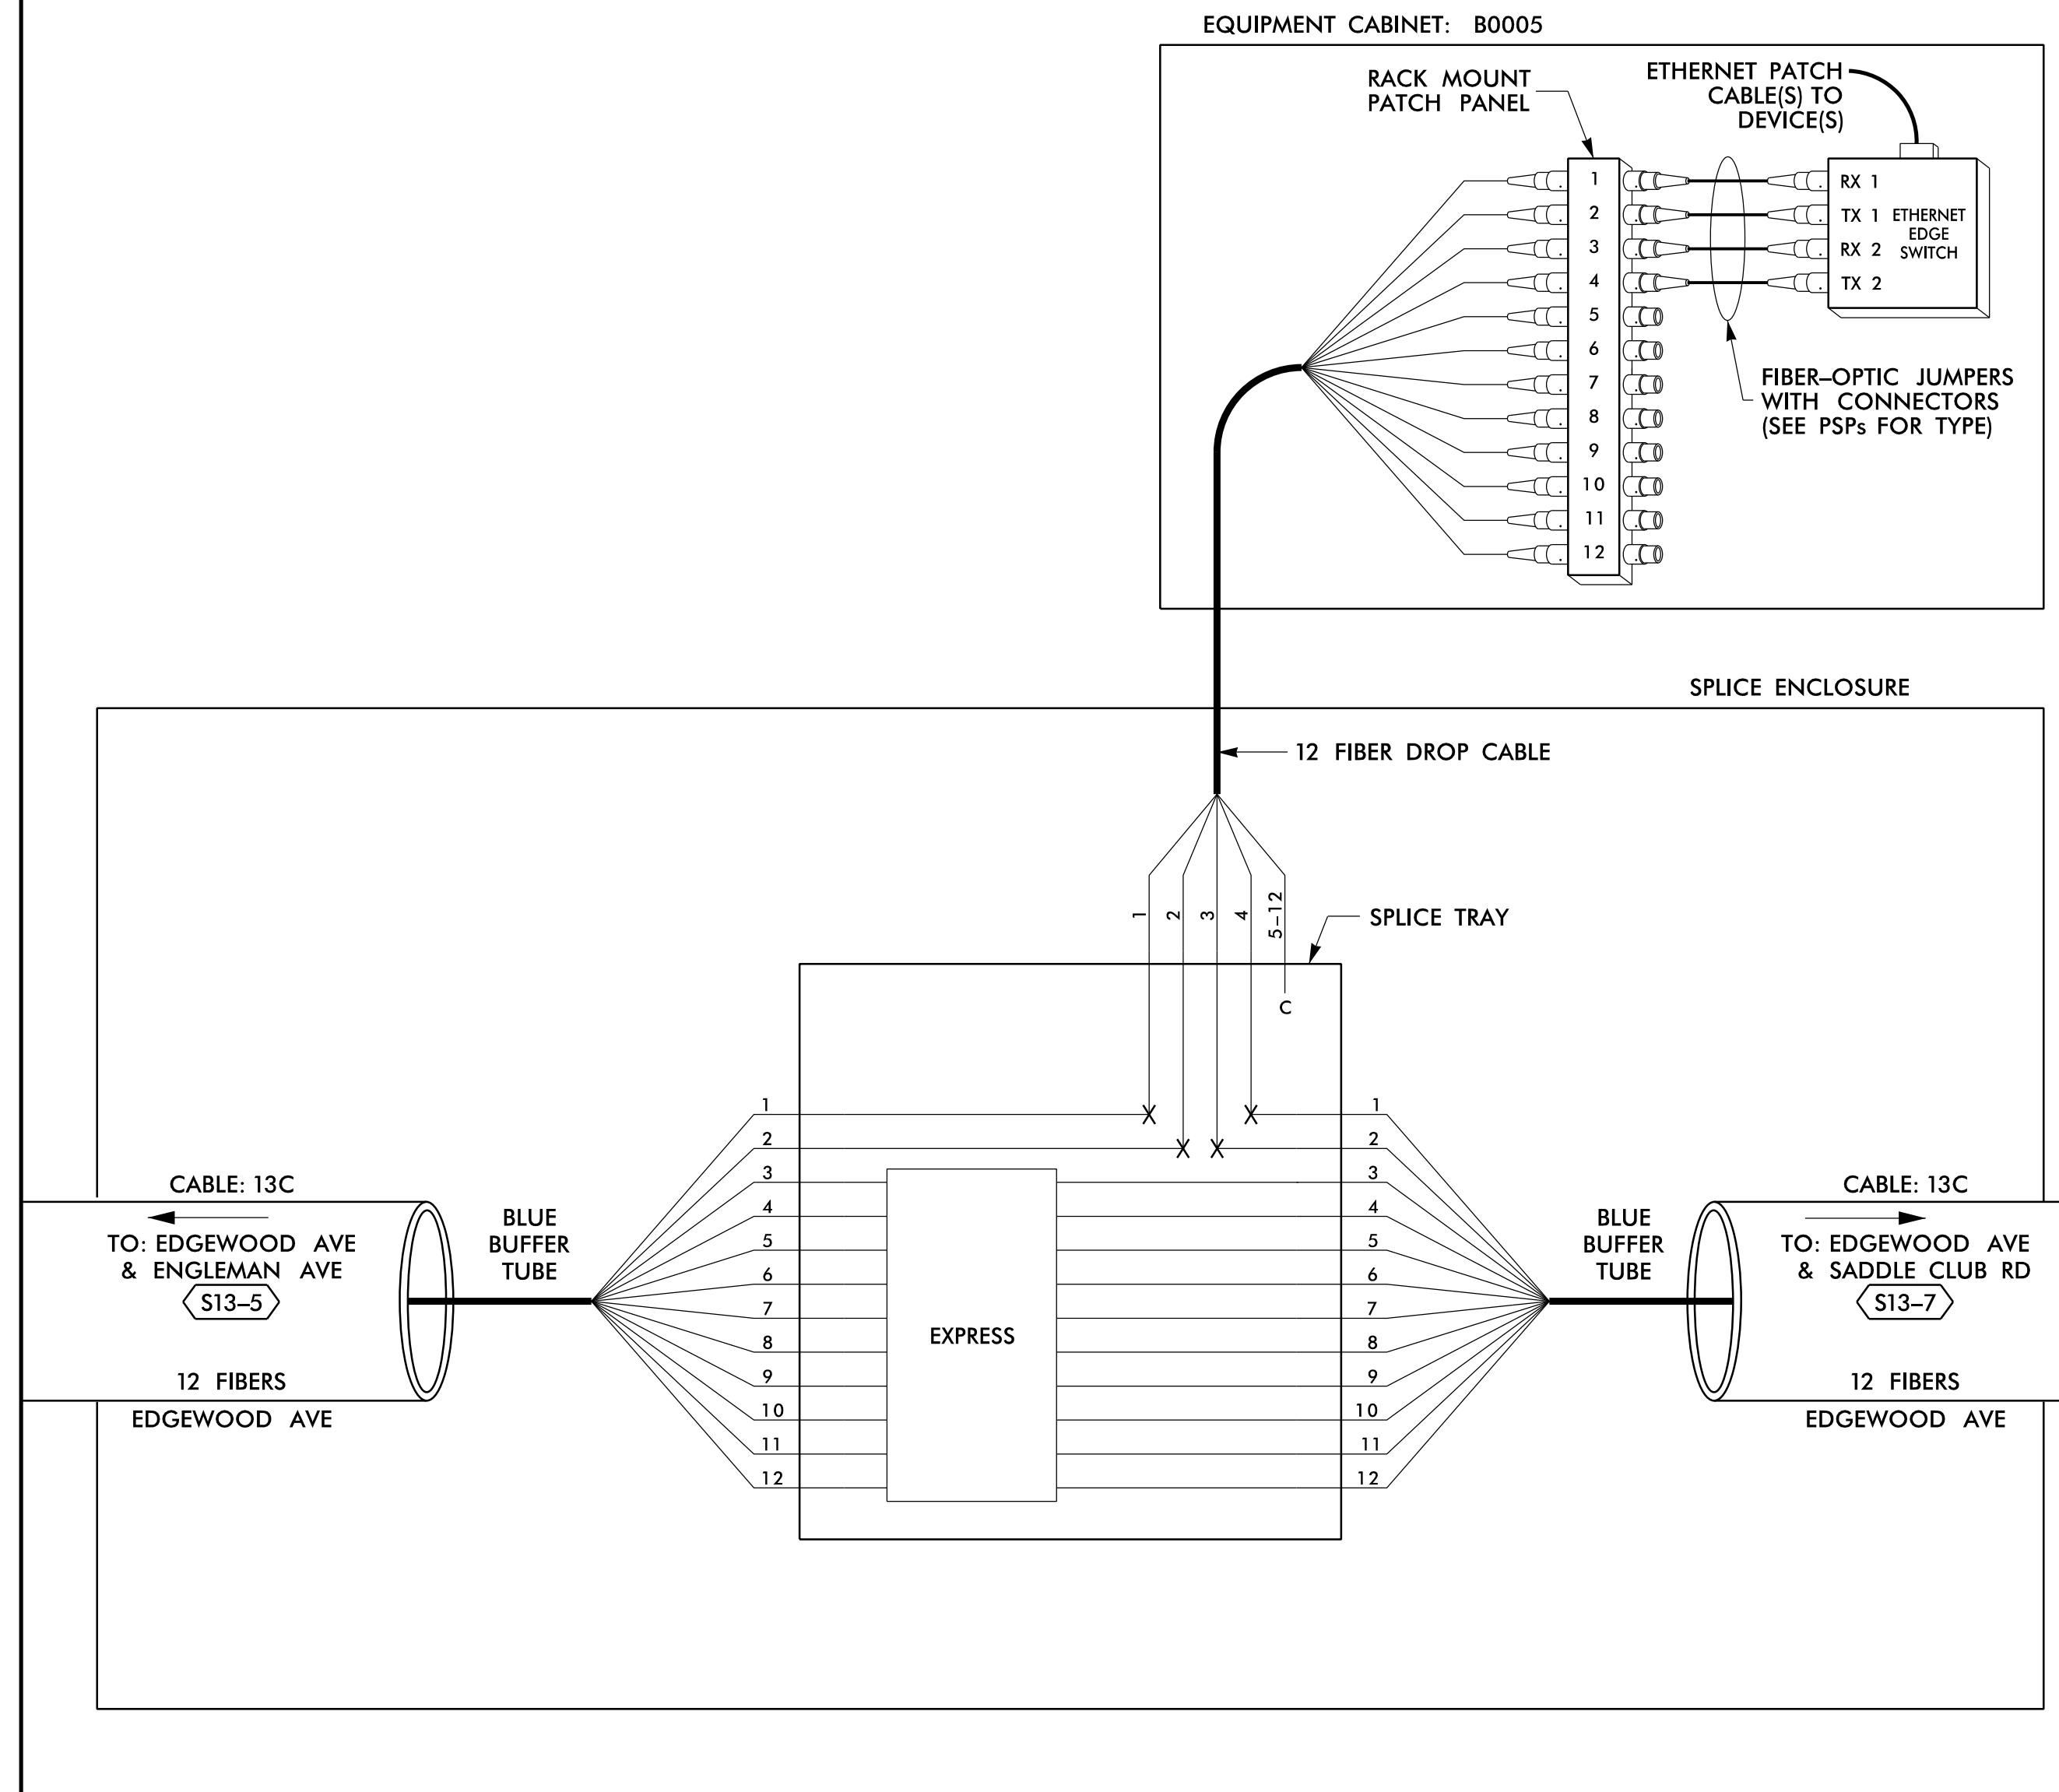 EQUIPMENT CABINET: B0005
RACK MOUNT
PATCH PANEL
ETHERNET PATCH
CABLE(S) TO
DEVICE(S)
1
2
3
4
5
6
7
8
9
10
11
12
RX 1
TX 1
RX 2
TX 2
ETHERNET
EDGE
SWITCH
FIBER–OPTIC JUMPERS
WITH CONNECTORS
(SEE PSPs FOR TYPE)
SPLICE ENCLOSURE
12 FIBER DROP CABLE
1
2
3
4
5–12
C
SPLICE TRAY
CABLE: 13C
TO: EDGEWOOD AVE
& ENGLEMAN AVE
S13–5
12 FIBERS
EDGEWOOD AVE
BLUE
BUFFER
TUBE
1
2
3
4
5
6
7
8
9
10
11
12
EXPRESS
1
2
3
4
5
6
7
8
9
10
11
12
BLUE
BUFFER
TUBE
CABLE: 13C
TO: EDGEWOOD AVE
& SADDLE CLUB RD
S13–7
12 FIBERS
EDGEWOOD AVE